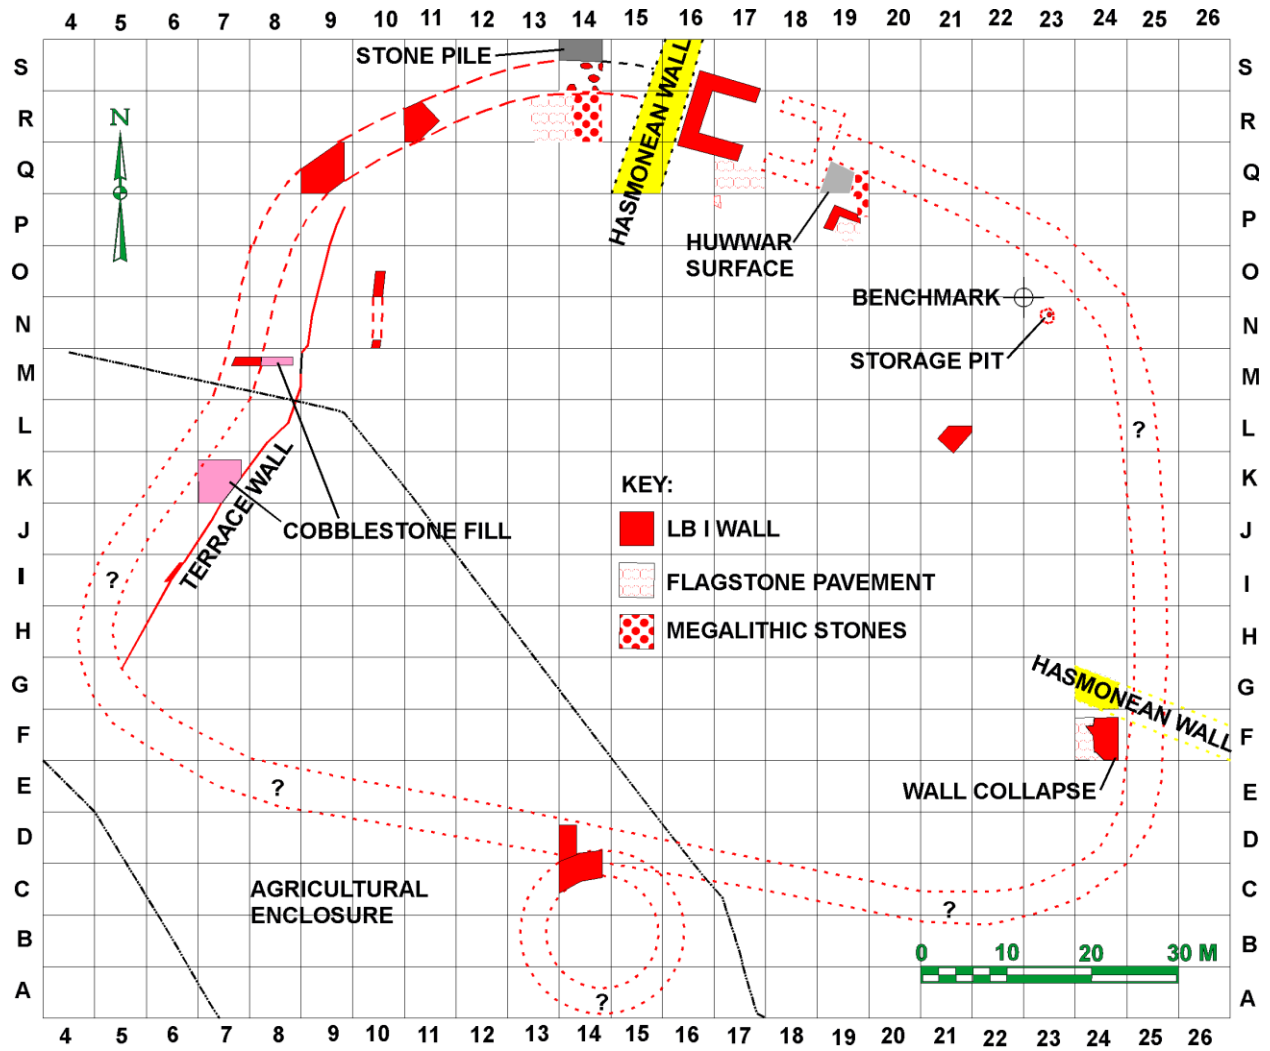 4 5 6 7 8 9 10 11 12 13 14 15 16 17 18 19 20 21 22 23 24 25 26
STONE PILE
S S
HASMONEAN WALL
R R
N
Q Q
P P
HUWWAR
SURFACE
O O
BENCHMARK
N N
STORAGE PIT
M M
L L
?
K K
TERRACE WALL
KEY:
COBBLESTONE FILL
J J
LB I WALL
I I
?
FLAGSTONE PAVEMENT
H H
MEGALITHIC STONES
G G
HASMONEAN WALL
F F
E E
?
WALL COLLAPSE
D D
C C
AGRICULTURAL
ENCLOSURE
?
B B
0 10 20 30 M
A A
?
4 5 6 7 8 9 10 11 12 13 14 15 16 17 18 19 20 21 22 23 24 25 26